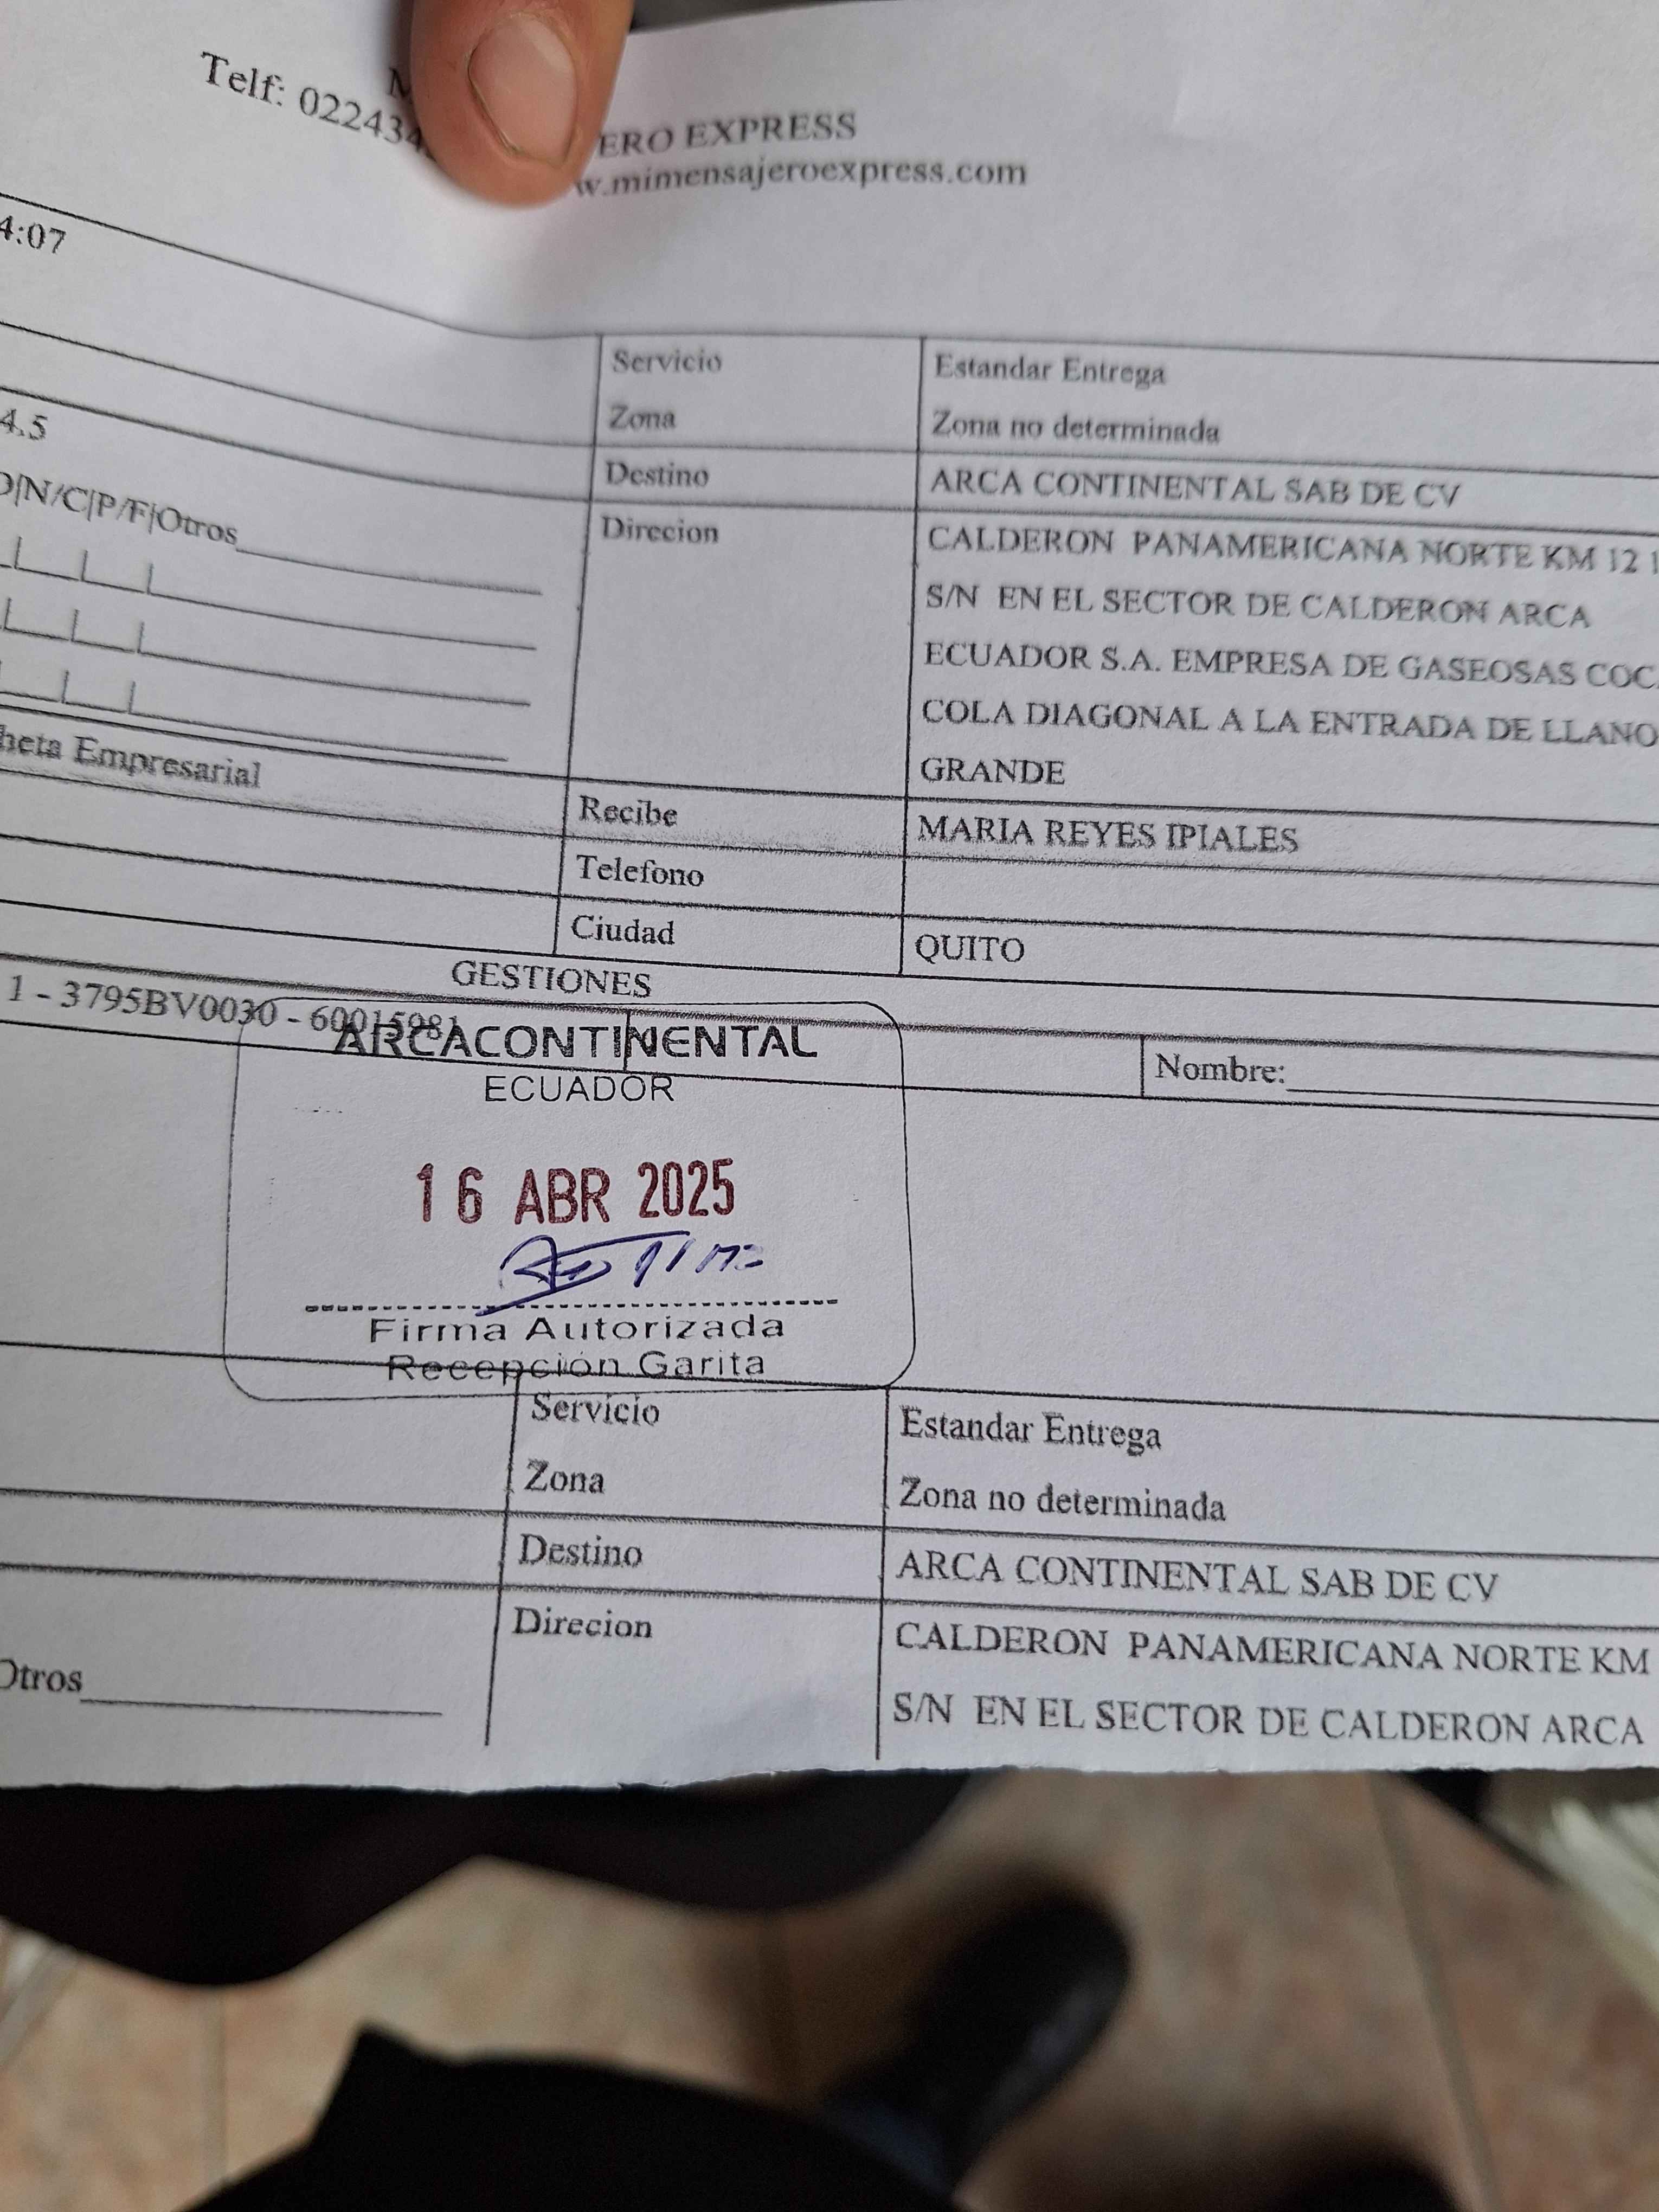 ERO EXPRESS
Telf: 022434
w.mimensajeroexpress.com
4:07
Servicio Estandar Entrega
Zona Zona no determinada
4.5
Destino ARCA CONTINENTAL SAB DE CV
D|N/C|P/F|Otros
Direcion CALDERON PANAMERICANA NORTE KM 12 1
S/N EN EL SECTOR DE CALDERON ARCA
ECUADOR S.A. EMPRESA DE GASEOSAS COC
COLA DIAGONAL A LA ENTRADA DE LLANO
GRANDE
heta Empresarial
Recibe MARIA REYES IPIALES
Telefono
Ciudad QUITO
GESTIONES
1 - 3795BV0030 - 60015981
ARCACONTINENTAL
ECUADOR
Nombre:
16 ABR 2025
Firma Autorizada
Recepción Garita
Servicio Estandar Entrega
Zona Zona no determinada
Destino ARCA CONTINENTAL SAB DE CV
Direcion CALDERON PANAMERICANA NORTE KM
S/N EN EL SECTOR DE CALDERON ARCA
Otros